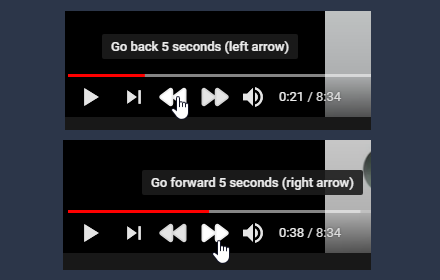 Go back 5 seconds (left arrow)
0:21 / 8:34
Go forward 5 seconds (right arrow)
0:38 / 8:34